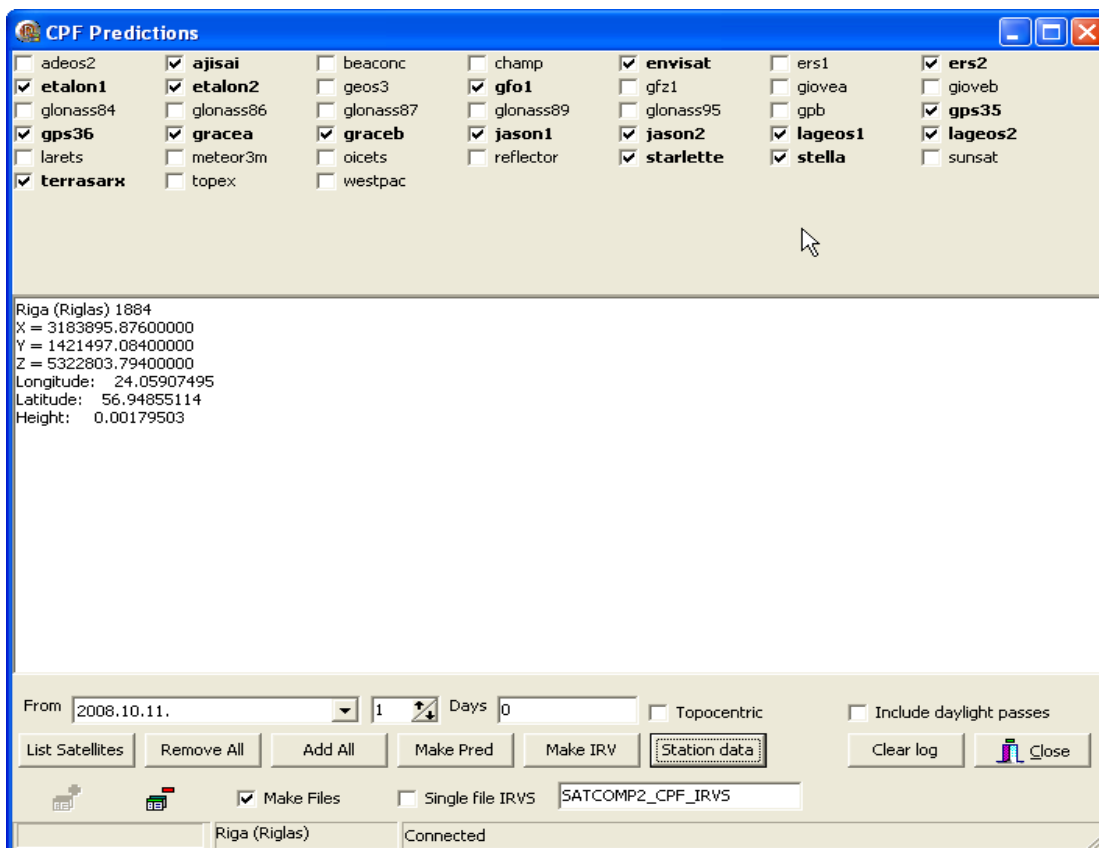 CPF Predictions
adeos2 ajisai beaconc champ envisat ers1 ers2
etalon1 etalon2 geos3 gfo1 gfz1 giovea gioveb
glonass84 glonass86 glonass87 glonass89 glonass95 gpb gps35
gps36 gracea graceb jason1 jason2 lageos1 lageos2
larets meteor3m oicets reflector starlette stella sunsat
terrasarx topex westpac
Riga (Riglas) 1884
X = 3183895.87600000
Y = 1421497.08400000
Z = 5322803.79400000
Longitude: 24.05907495
Latitude: 56.94855114
Height: 0.00179503
From 2008.10.11. 1 Days 0 Topocentric Include daylight passes
List Satellites Remove All Add All Make Pred Make IRV Station data Clear log Close
Make Files Single file IRVS SATCOMP2_CPF_IRVS
Riga (Riglas) Connected